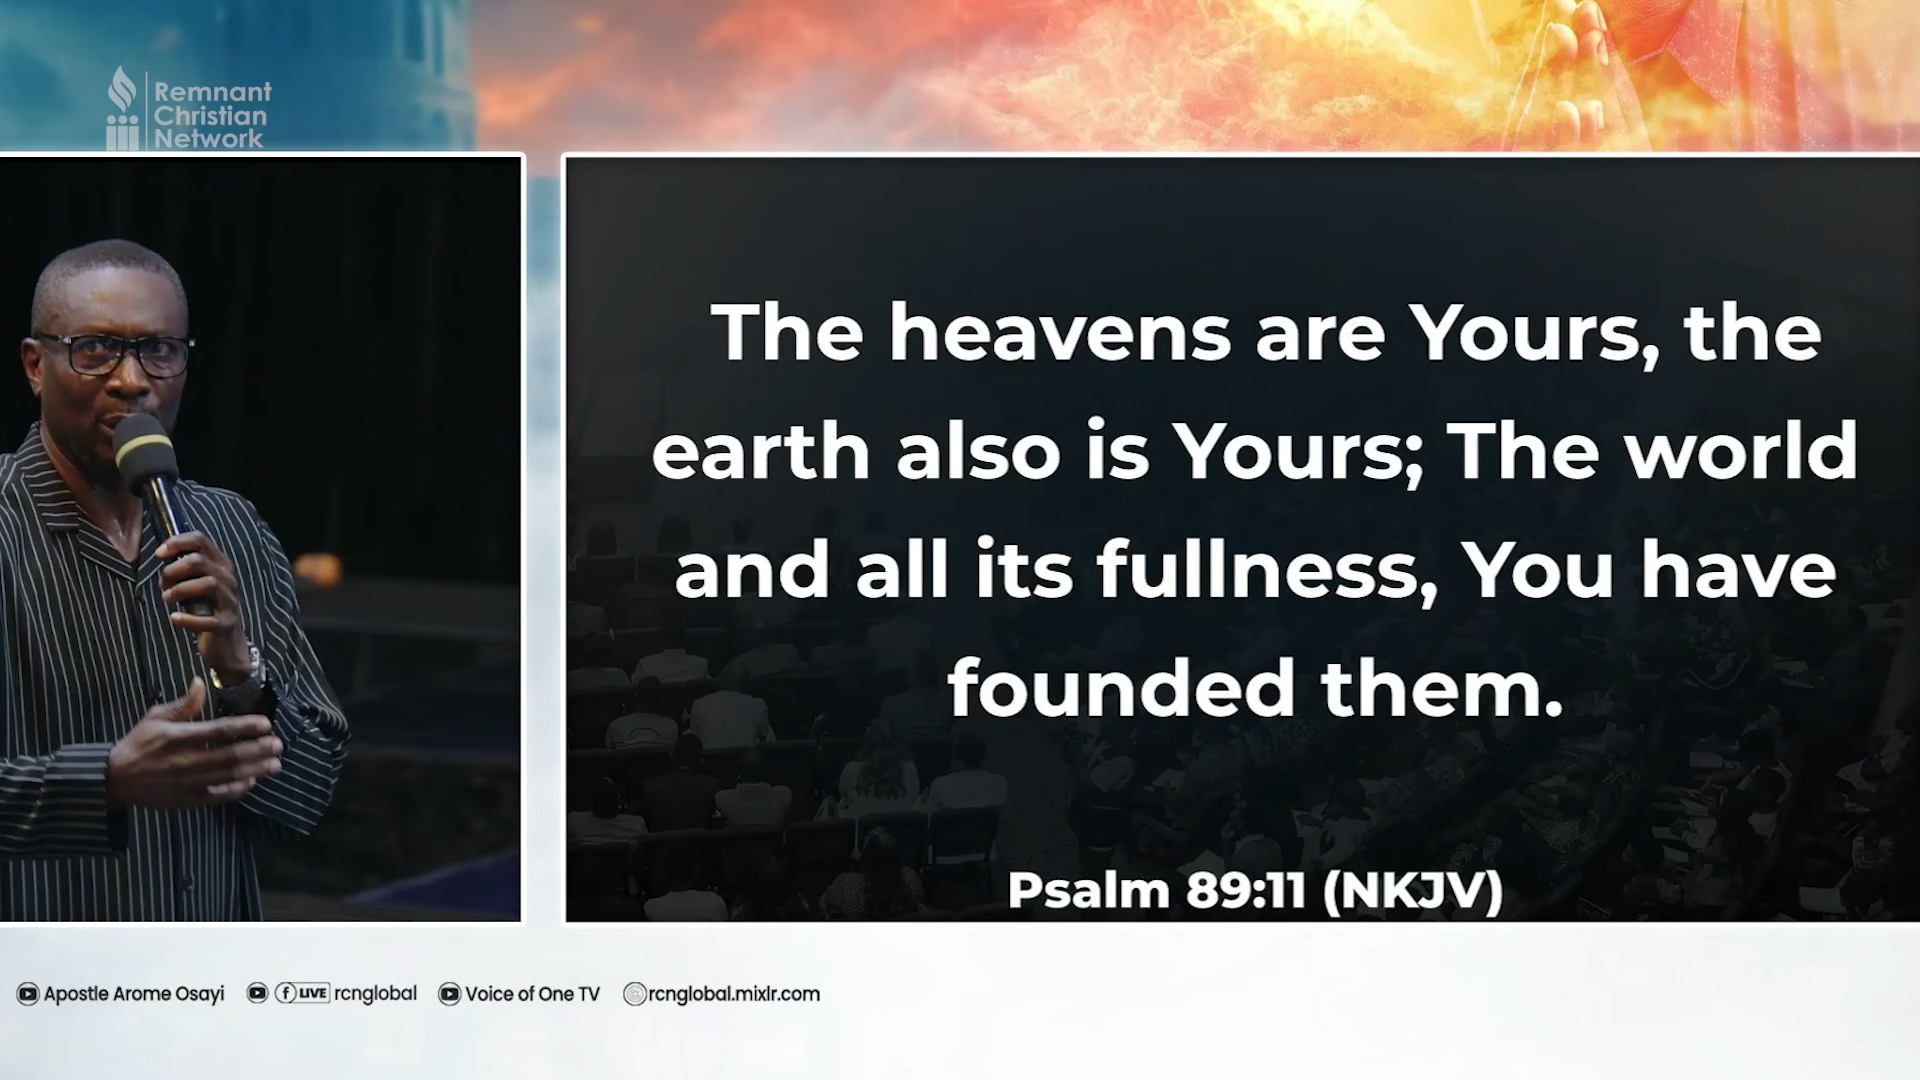 Remnant
Christian
Network
The heavens are Yours, the
earth also is Yours; The world
and all its fullness, You have
founded them.
Psalm 89:11 (NKJV)
Apostle Arome Osayi
LIVE rcnglobal
Voice of One TV
rcnglobal.mixlr.com